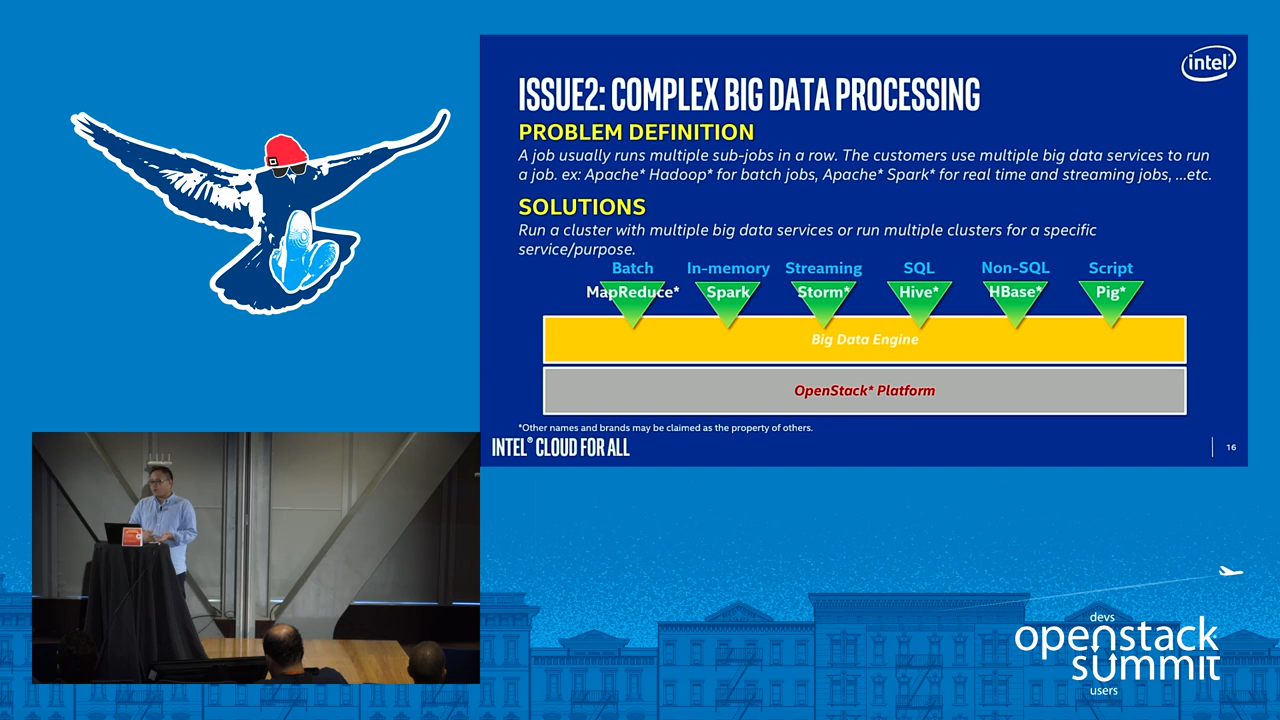 intel
ISSUE2: COMPLEX BIG DATA PROCESSING
PROBLEM DEFINITION
A job usually runs multiple sub-jobs in a row. The customers use multiple big data services to run
a job. ex: Apache* Hadoop* for batch jobs, Apache* Spark* for real time and streaming jobs, ...etc.
SOLUTIONS
Run a cluster with multiple big data services or run multiple clusters for a specific
service/purpose.
Batch In-memory Streaming SQL Non-SQL Script
MapReduce* Spark Storm* Hive* HBase* Pig*
Big Data Engine
OpenStack* Platform
*Other names and brands may be claimed as the property of others.
INTEL® CLOUD FOR ALL
16
devs
openstack
summit
users